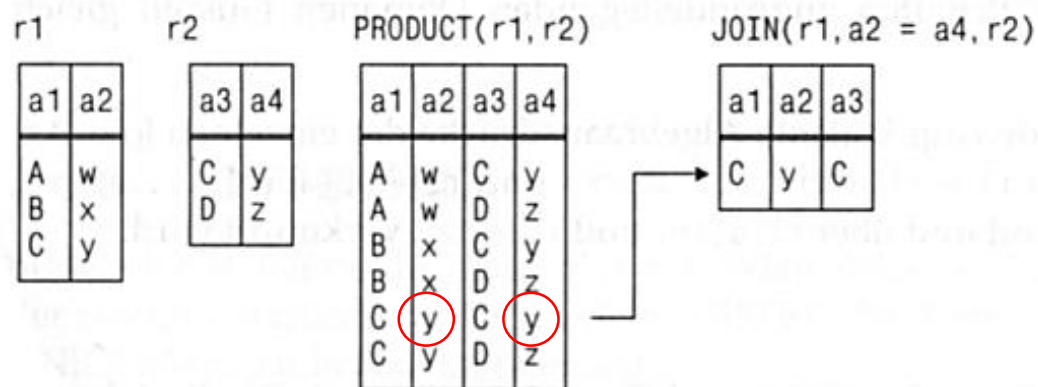 r1 r2 PRODUCT(r1,r2) JOIN(r1,a2 = a4,r2)
a1 a2 a3 a4 a1 a2 a3 a4 a1 a2 a3
A w C y A w C y C y C
B x D z A w D z
C y B x C y
B x D z
C y C y
C y D z